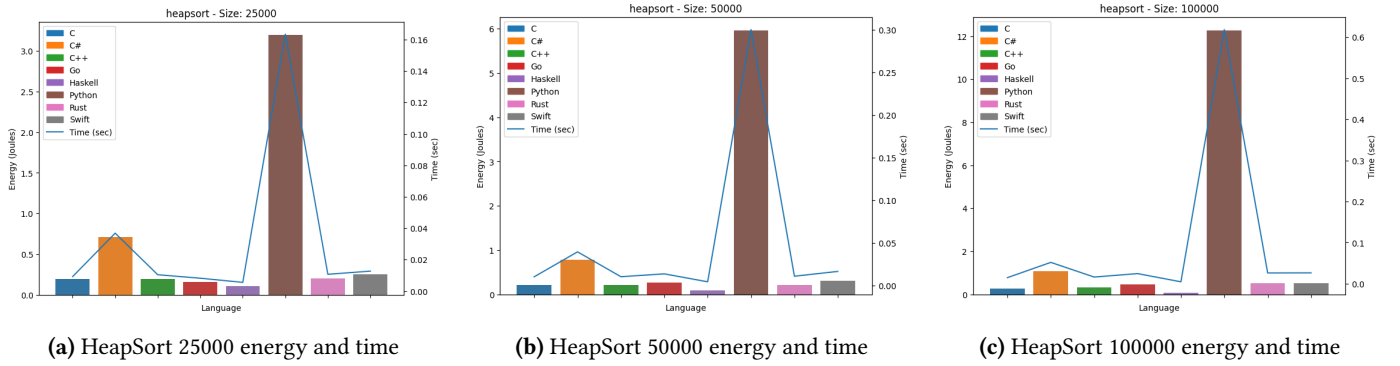 heapsort - Size: 25000
Energy (Joules)
3.0
2.5
2.0
1.5
1.0
0.5
0.0
C
C#
C++
Go
Haskell
Python
Rust
Swift
Time (sec)
0.16
0.14
0.12
0.10
0.08
0.06
0.04
0.02
0.00
Time (sec)
Language
(a) HeapSort 25000 energy and time
heapsort - Size: 50000
Energy (Joules)
6
5
4
3
2
1
0
C
C#
C++
Go
Haskell
Python
Rust
Swift
Time (sec)
0.30
0.25
0.20
0.15
0.10
0.05
0.00
Time (sec)
Language
(b) HeapSort 50000 energy and time
heapsort - Size: 100000
Energy (Joules)
12
10
8
6
4
2
0
C
C#
C++
Go
Haskell
Python
Rust
Swift
Time (sec)
0.6
0.5
0.4
0.3
0.2
0.1
0.0
Time (sec)
Language
(c) HeapSort 100000 energy and time